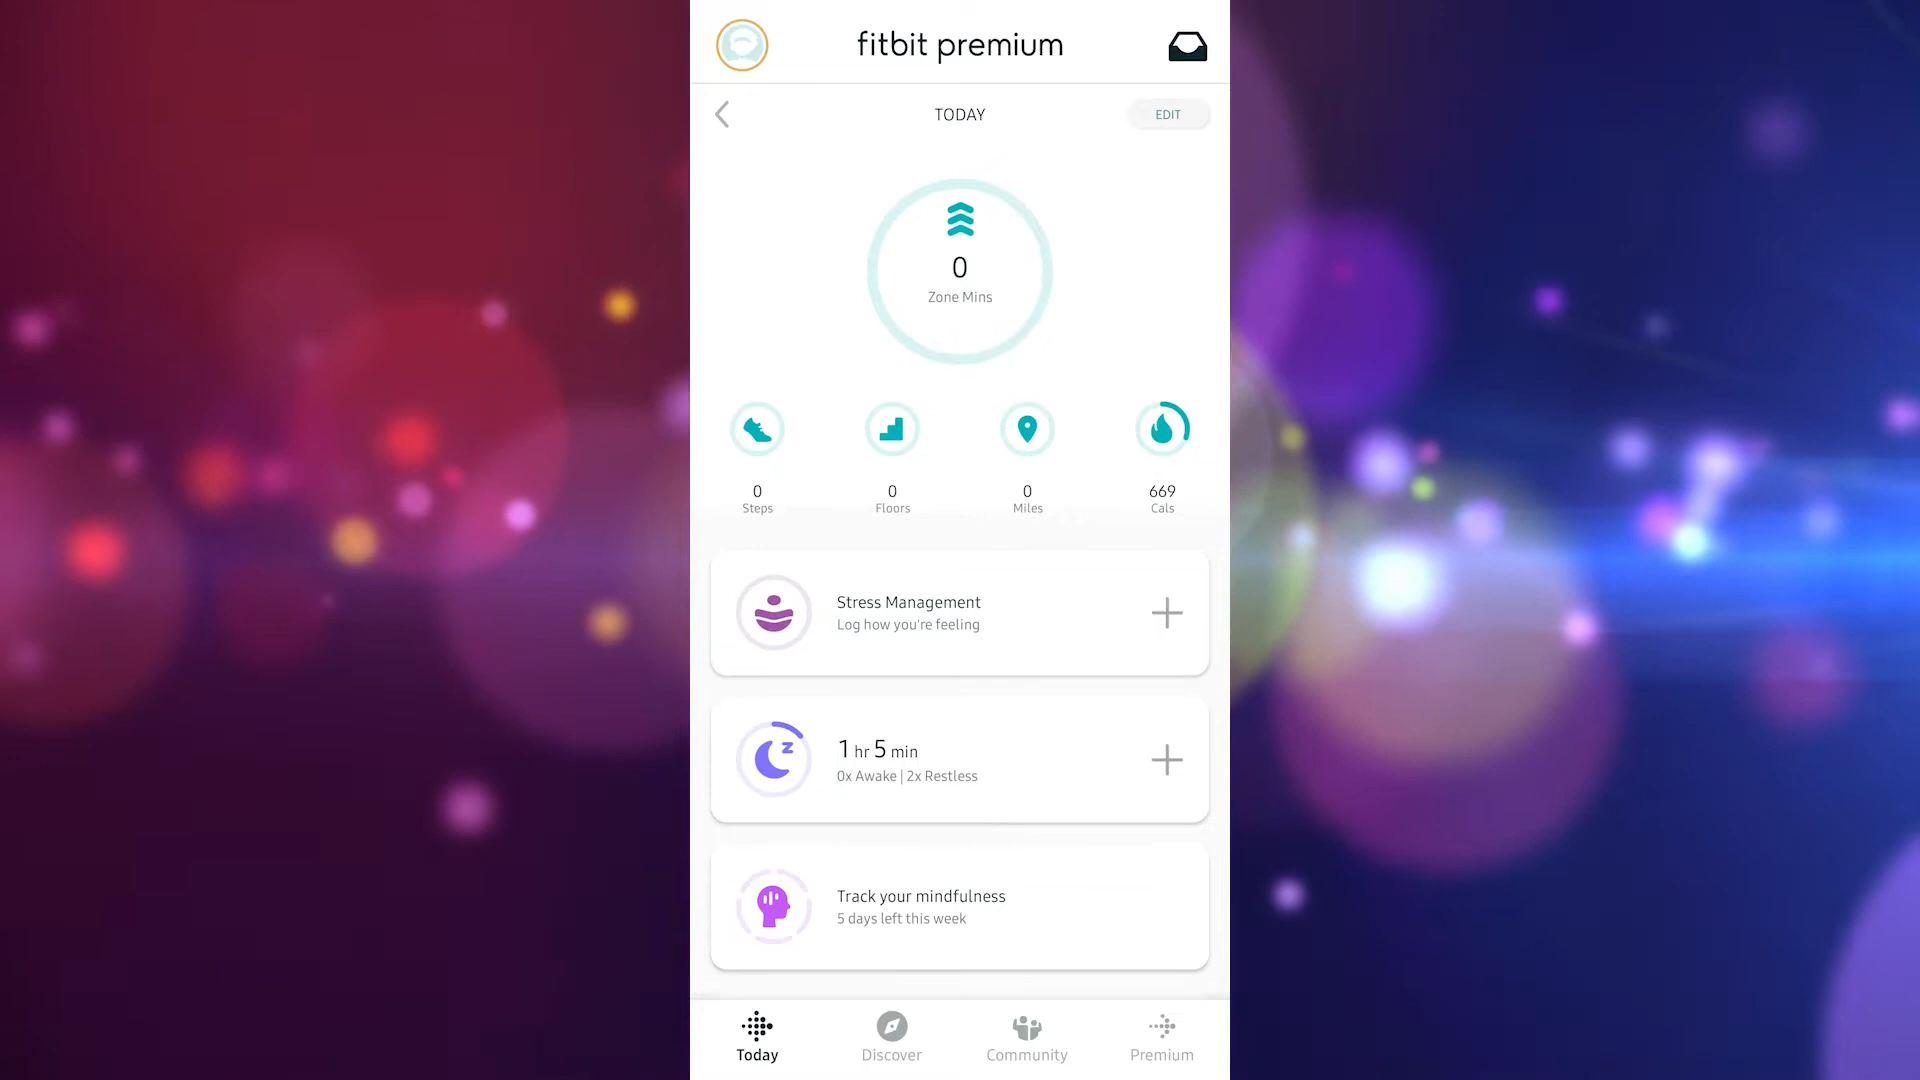 fitbit premium
TODAY
EDIT
0
Zone Mins
0
Steps
0
Floors
0
Miles
669
Cals
Stress Management
Log how you're feeling
1 hr 5 min
0x Awake | 2x Restless
Track your mindfulness
5 days left this week
Today
Discover
Community
Premium